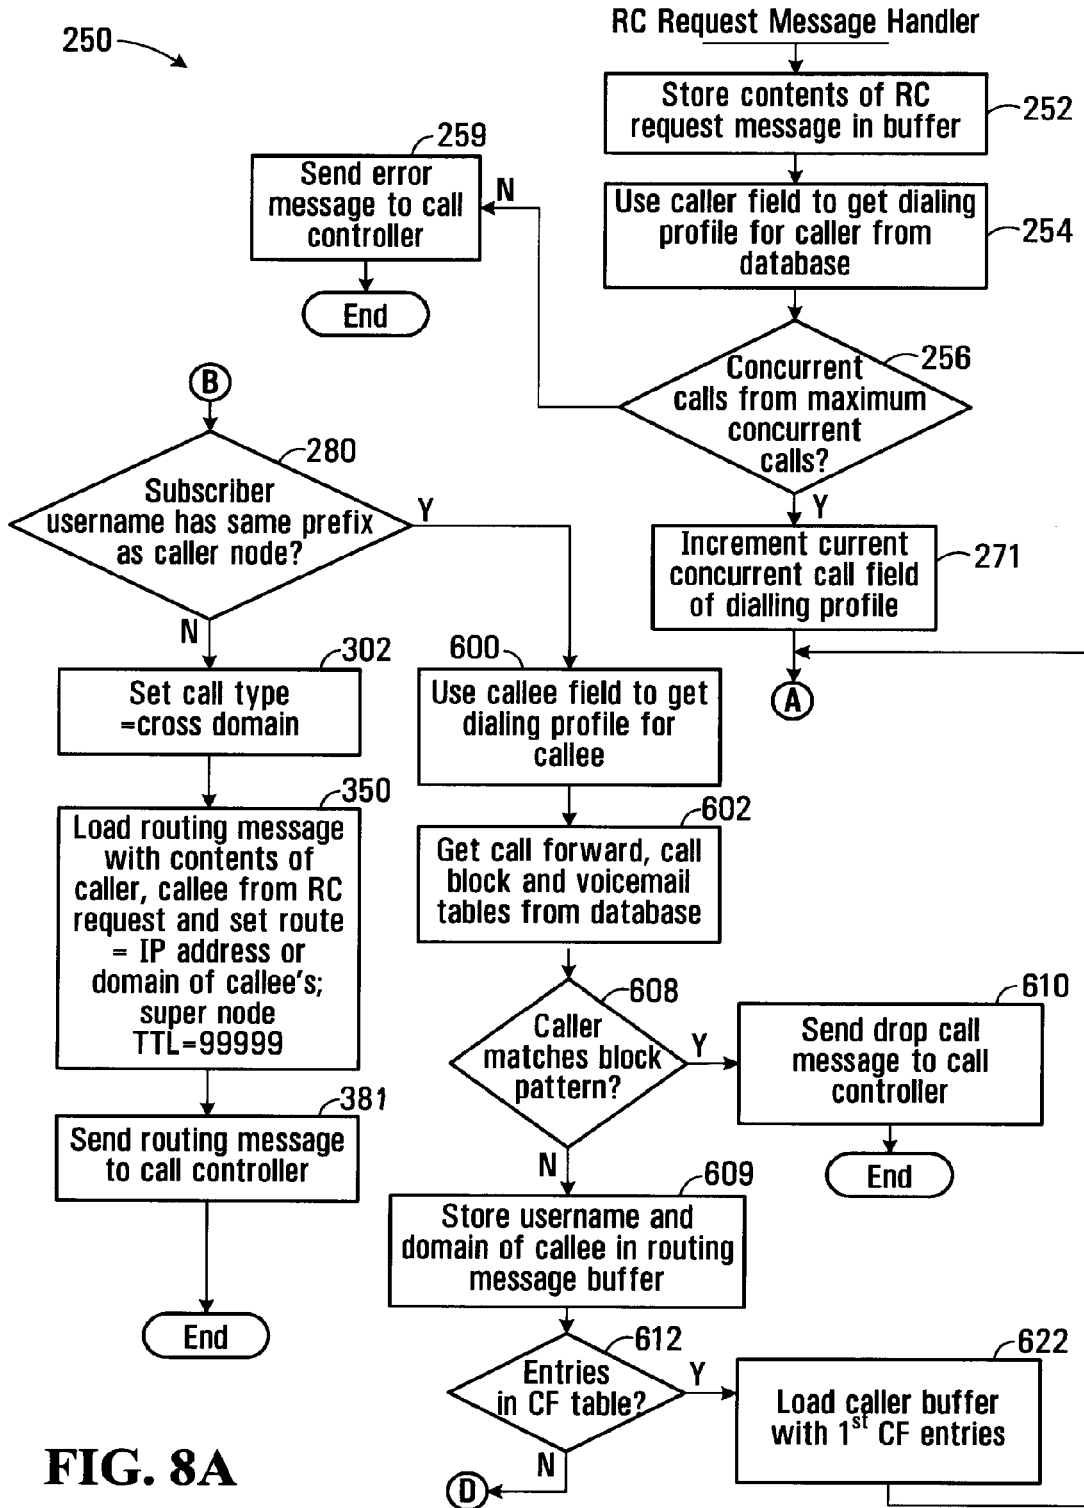 250
RC Request Message Handler
Store contents of RC
request message in buffer
252
Use caller field to get dialing
profile for caller from
database
254
259
Send error
message to call
controller
N
End
256
Concurrent
calls from maximum
concurrent
calls?
Y
Increment current
concurrent call field
of dialling profile
271
A
B
280
Subscriber
username has same prefix
as caller node?
Y
N
302
Set call type
=cross domain
350
Load routing message
with contents of
caller, callee from RC
request and set route
= IP address or
domain of callee's;
super node
TTL=99999
381
Send routing message
to call controller
End
600
Use callee field to get
dialing profile for
callee
602
Get call forward, call
block and voicemail
tables from database
608
Caller
matches block
pattern?
Y
610
Send drop call
message to call
controller
End
N
609
Store username and
domain of callee in routing
message buffer
612
Entries
in CF table?
Y
622
Load caller buffer
with 1st CF entries
N
D
FIG. 8A